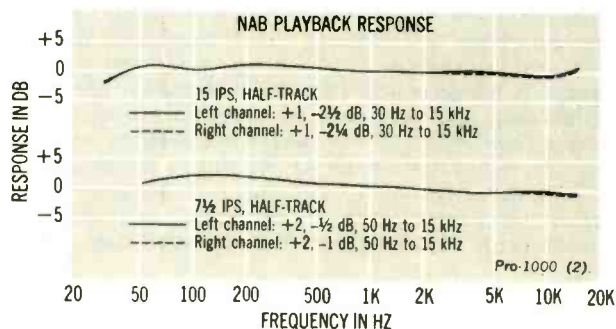 NAB PLAYBACK RESPONSE
+5
0
−5
15 IPS, HALF-TRACK
Left channel: +1, −2½ dB, 30 Hz to 15 kHz
Right channel: +1, −2¼ dB, 30 Hz to 15 kHz
RESPONSE IN DB
+5
0
−5
7½ IPS, HALF-TRACK
Left channel: +2, −½ dB, 50 Hz to 15 kHz
Right channel: +2, −1 dB, 50 Hz to 15 kHz
Pro-1000 (2).
20 50 100 200 500 1K 2K 5K 10K 20K
FREQUENCY IN HZ